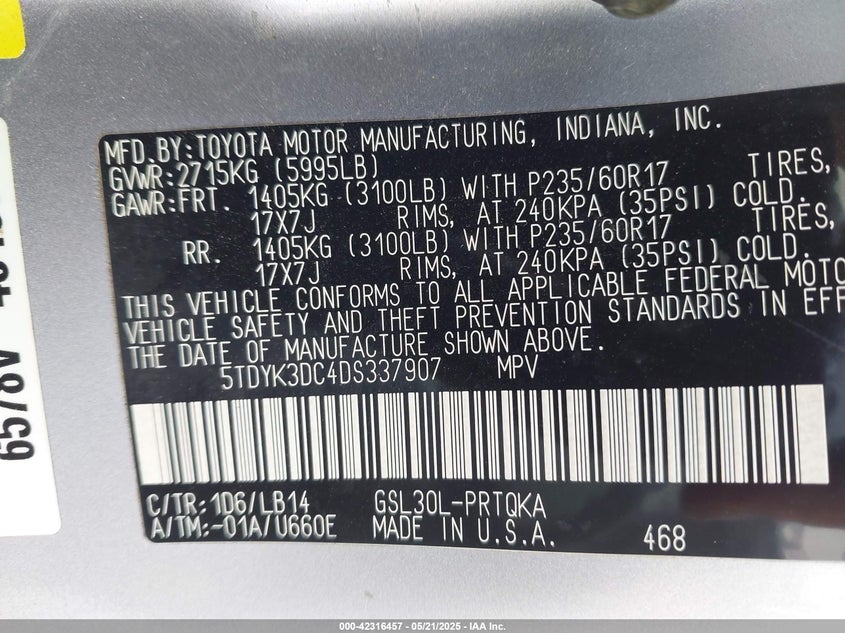 MFD.BY:TOYOTA MOTOR MANUFACTURING, INDIANA, INC.
GVWR:2715KG (5995LB)
GAWR:FRT. 1405KG (3100LB) WITH P235/60R17 TIRES,
17X7J RIMS, AT 240KPA (35PSI) COLD.
RR. 1405KG (3100LB) WITH P235/60R17 TIRES,
17X7J RIMS, AT 240KPA (35PSI) COLD.
THIS VEHICLE CONFORMS TO ALL APPLICABLE FEDERAL MOTO
VEHICLE SAFETY AND THEFT PREVENTION STANDARDS IN EFF
THE DATE OF MANUFACTURE SHOWN ABOVE.
5TDYK3DC4DS337907 MPV
C/TR:1D6/LB14 GSL30L-PRTQKA
A/TM:-01A/U660E MADE IN U.S.A. 468
6578V
000-42316457 - 05/21/2025 - IAA Inc.